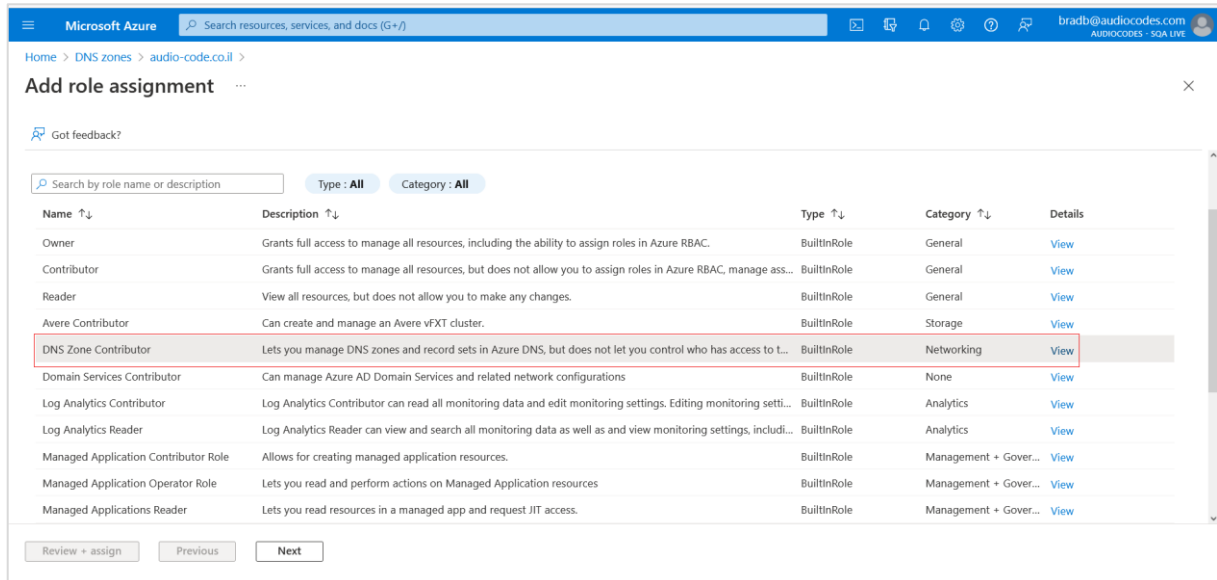 Microsoft Azure
Search resources, services, and docs (G+/)
bradb@audiocodes.com
AUDIOCODES - SQA LIVE
Home > DNS zones > audio-code.co.il >
Add role assignment ...
Got feedback?
Search by role name or description Type : All Category : All
Name ↑↓ Description ↑↓ Type ↑↓ Category ↑↓ Details
Owner Grants full access to manage all resources, including the ability to assign roles in Azure RBAC. BuiltInRole General View
Contributor Grants full access to manage all resources, but does not allow you to assign roles in Azure RBAC, manage ass... BuiltInRole General View
Reader View all resources, but does not allow you to make any changes. BuiltInRole General View
Avere Contributor Can create and manage an Avere vFXT cluster. BuiltInRole Storage View
DNS Zone Contributor Lets you manage DNS zones and record sets in Azure DNS, but does not let you control who has access to t... BuiltInRole Networking View
Domain Services Contributor Can manage Azure AD Domain Services and related network configurations BuiltInRole None View
Log Analytics Contributor Log Analytics Contributor can read all monitoring data and edit monitoring settings. Editing monitoring setti... BuiltInRole Analytics View
Log Analytics Reader Log Analytics Reader can view and search all monitoring data as well as and view monitoring settings, includi... BuiltInRole Analytics View
Managed Application Contributor Role Allows for creating managed application resources. BuiltInRole Management + Gover... View
Managed Application Operator Role Lets you read and perform actions on Managed Application resources BuiltInRole Management + Gover... View
Managed Applications Reader Lets you read resources in a managed app and request JIT access. BuiltInRole Management + Gover... View
Review + assign Previous Next